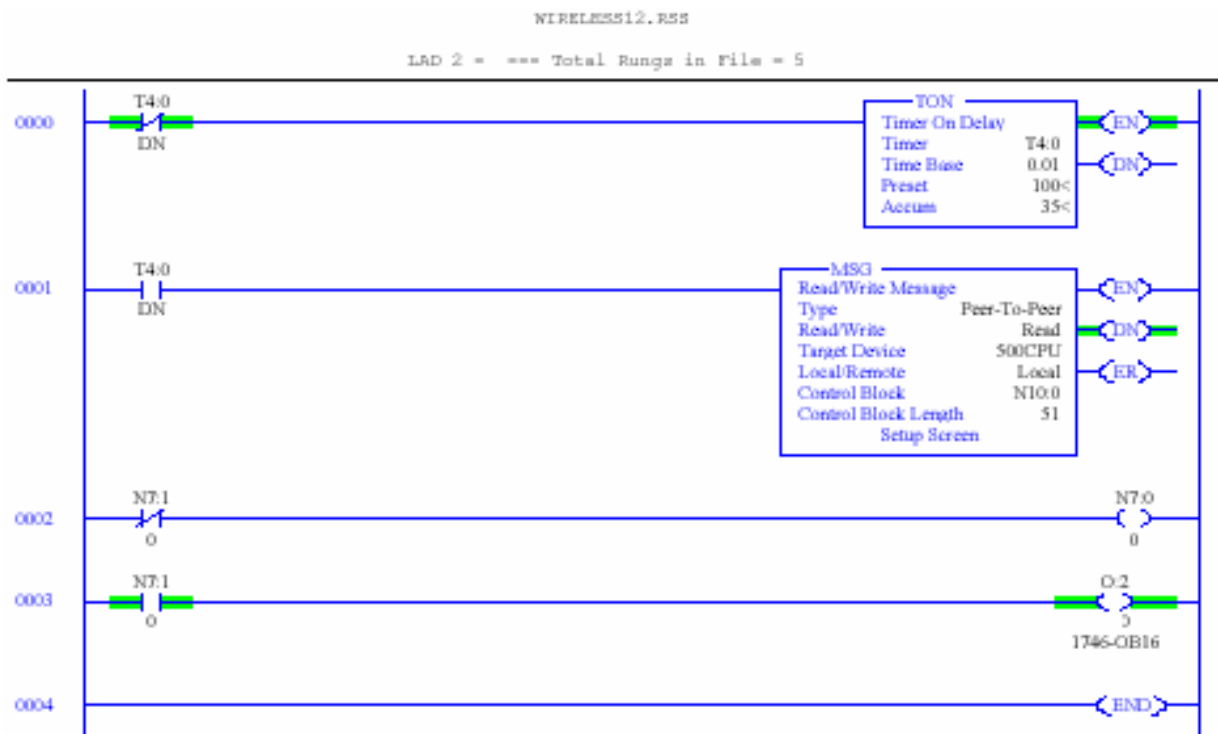 WIRELESS12.RSS
LAD 2 - --- Total Rungs in File = 5
0000
T4:0
DN
TON
Timer On Delay
Timer T4:0
Time Base 0.01
Preset 100<
Accum 35<
EN
DN
0001
T4:0
DN
MSG
Read/Write Message
Type Peer-To-Peer
Read/Write Read
Target Device 500CPU
Local/Remote Local
Control Block N10:0
Control Block Length 51
Setup Screen
EN
DN
ER
0002
N7:1
0
N7:0
0
0003
N7:1
0
O:2
0
1746-OB16
0004
END